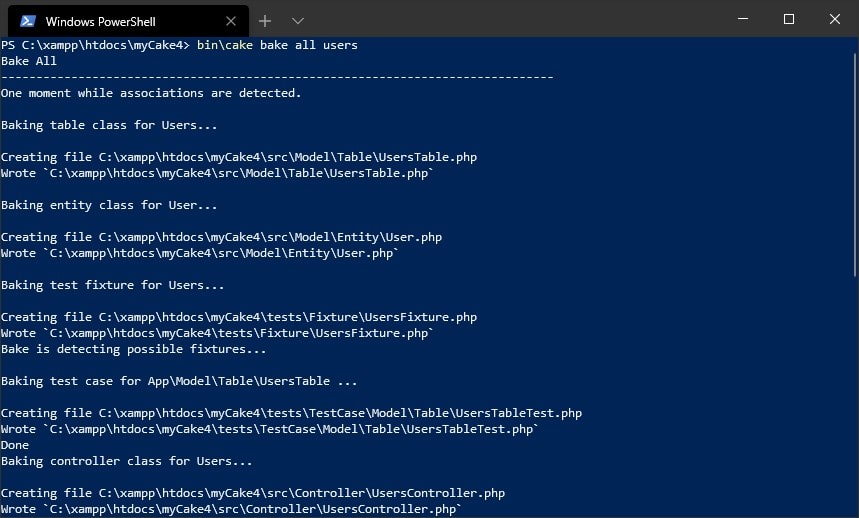 Windows PowerShell
PS C:\xampp\htdocs\myCake4> bin\cake bake all users
Bake All
---------------------------------------------------------------
One moment while associations are detected.
Baking table class for Users...
Creating file C:\xampp\htdocs\myCake4\src\Model\Table\UsersTable.php
Wrote `C:\xampp\htdocs\myCake4\src\Model\Table\UsersTable.php`
Baking entity class for User...
Creating file C:\xampp\htdocs\myCake4\src\Model\Entity\User.php
Wrote `C:\xampp\htdocs\myCake4\src\Model\Entity\User.php`
Baking test fixture for Users...
Creating file C:\xampp\htdocs\myCake4\tests\Fixture\UsersFixture.php
Wrote `C:\xampp\htdocs\myCake4\tests\Fixture\UsersFixture.php`
Bake is detecting possible fixtures...
Baking test case for App\Model\Table\UsersTable ...
Creating file C:\xampp\htdocs\myCake4\tests\TestCase\Model\Table\UsersTableTest.php
Wrote `C:\xampp\htdocs\myCake4\tests\TestCase\Model\Table\UsersTableTest.php`
Done
Baking controller class for Users...
Creating file C:\xampp\htdocs\myCake4\src\Controller\UsersController.php
Wrote `C:\xampp\htdocs\myCake4\src\Controller\UsersController.php`